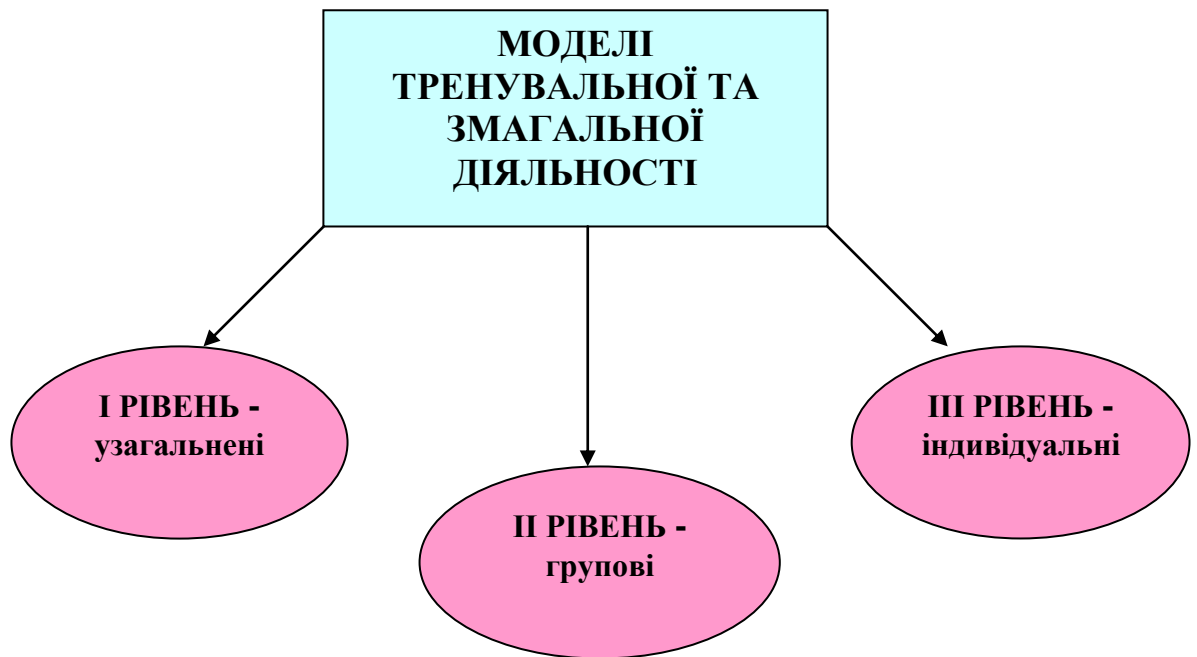 МОДЕЛІ
ТРЕНУВАЛЬНОЇ ТА
ЗМАГАЛЬНОЇ
ДІЯЛЬНОСТІ
І РІВЕНЬ -
узагальнені
ІІ РІВЕНЬ -
групові
ІІІ РІВЕНЬ -
індивідуальні